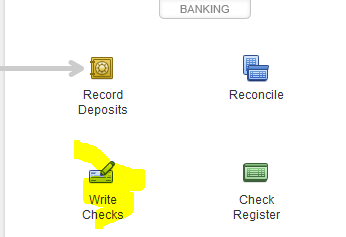 BANKING
Record
Deposits
Reconcile
Write
Checks
Check
Register